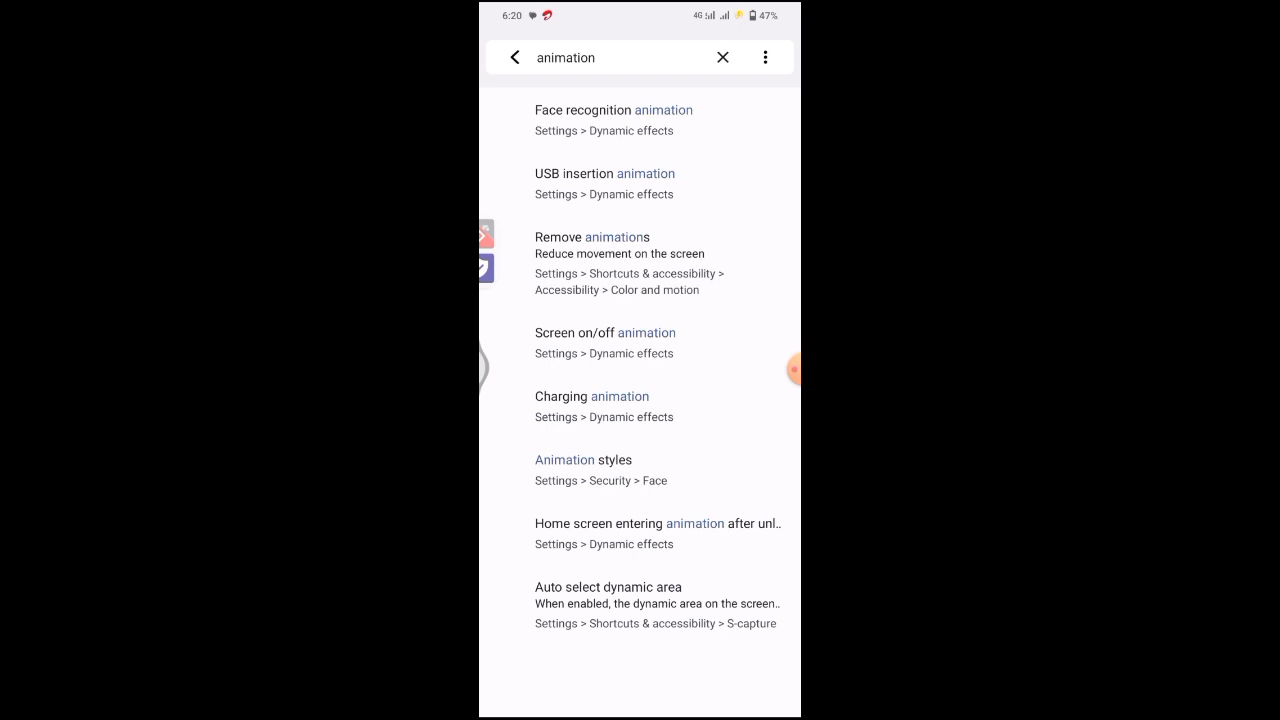 6:20 4G 47%
animation
Face recognition animation
Settings > Dynamic effects
USB insertion animation
Settings > Dynamic effects
Remove animations
Reduce movement on the screen
Settings > Shortcuts & accessibility >
Accessibility > Color and motion
Screen on/off animation
Settings > Dynamic effects
Charging animation
Settings > Dynamic effects
Animation styles
Settings > Security > Face
Home screen entering animation after unl..
Settings > Dynamic effects
Auto select dynamic area
When enabled, the dynamic area on the screen..
Settings > Shortcuts & accessibility > S-capture